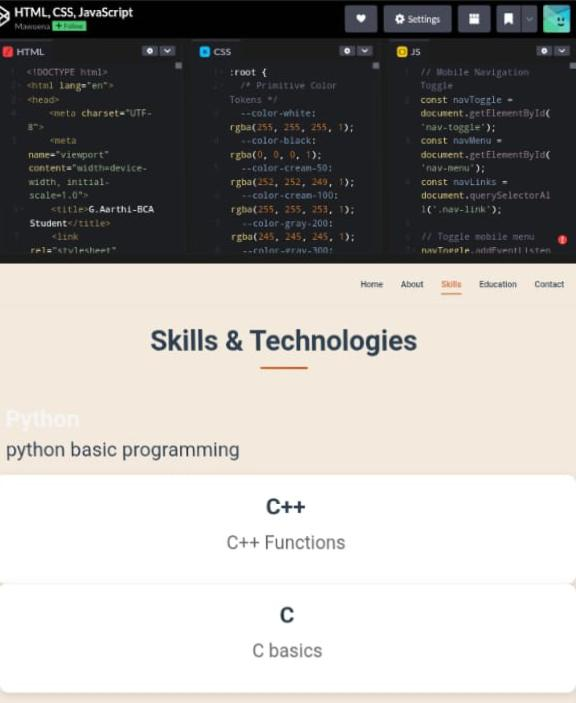 HTML, CSS, JavaScript
Mawuena + Follow
Settings
HTML
<!DOCTYPE html>
<html lang="en">
<head>
<meta charset="UTF-
8">
<meta
name="viewport"
content="width=device-
width, initial-
scale=1.0">
<title>G.Aarthi-BCA
Student</title>
<link
rel="stylesheet"
CSS
:root {
/* Primitive Color
Tokens */
--color-white:
rgba(255, 255, 255, 1);
--color-black:
rgba(0, 0, 0, 1);
--color-cream-50:
rgba(252, 252, 249, 1);
--color-cream-100:
rgba(255, 255, 253, 1);
--color-gray-200:
rgba(245, 245, 245, 1);
--color-gray-300:
JS
// Mobile Navigation
Toggle
const navToggle =
document.getElementById(
'nav-toggle');
const navMenu =
document.getElementById(
'nav-menu');
const navLinks =
document.querySelectorAl
l('.nav-link');
// Toggle mobile menu
navToggle.addEventListen
Home About Skills Education Contact
Skills & Technologies
Python
python basic programming
C++
C++ Functions
C
C basics